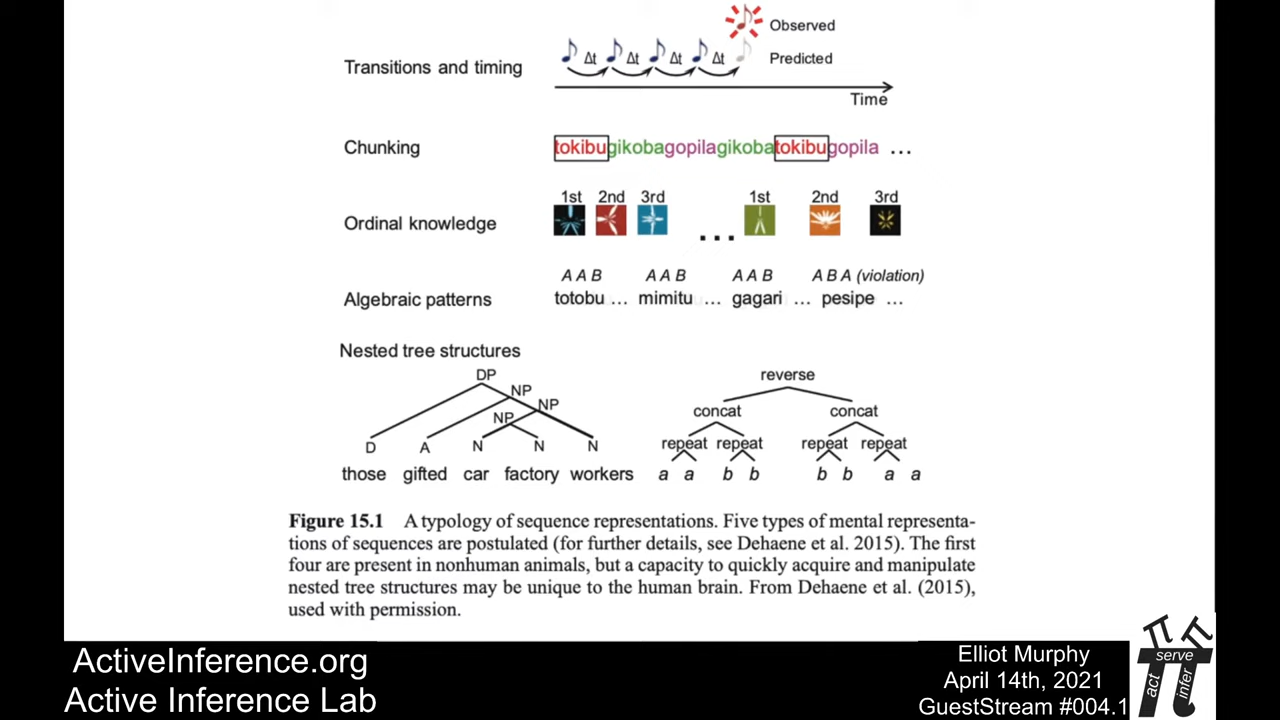 Observed
Δt Δt Δt Δt Predicted
Transitions and timing
Time
Chunking tokibugikobagopilagikobatokibugopila ...
1st 2nd 3rd 1st 2nd 3rd
Ordinal knowledge ...
A A B A A B A A B A B A (violation)
Algebraic patterns totobu ... mimitu ... gagari ... pesipe ...
Nested tree structures
DP
NP
NP
NP
D A N N N
those gifted car factory workers
reverse
concat concat
repeat repeat repeat repeat
a a b b b b a a
Figure 15.1 A typology of sequence representations. Five types of mental representa-
tions of sequences are postulated (for further details, see Dehaene et al. 2015). The first
four are present in nonhuman animals, but a capacity to quickly acquire and manipulate
nested tree structures may be unique to the human brain. From Dehaene et al. (2015),
used with permission.
ActiveInference.org
Active Inference Lab
Elliot Murphy
April 14th, 2021
GuestStream #004.1
π π
serve
act infer